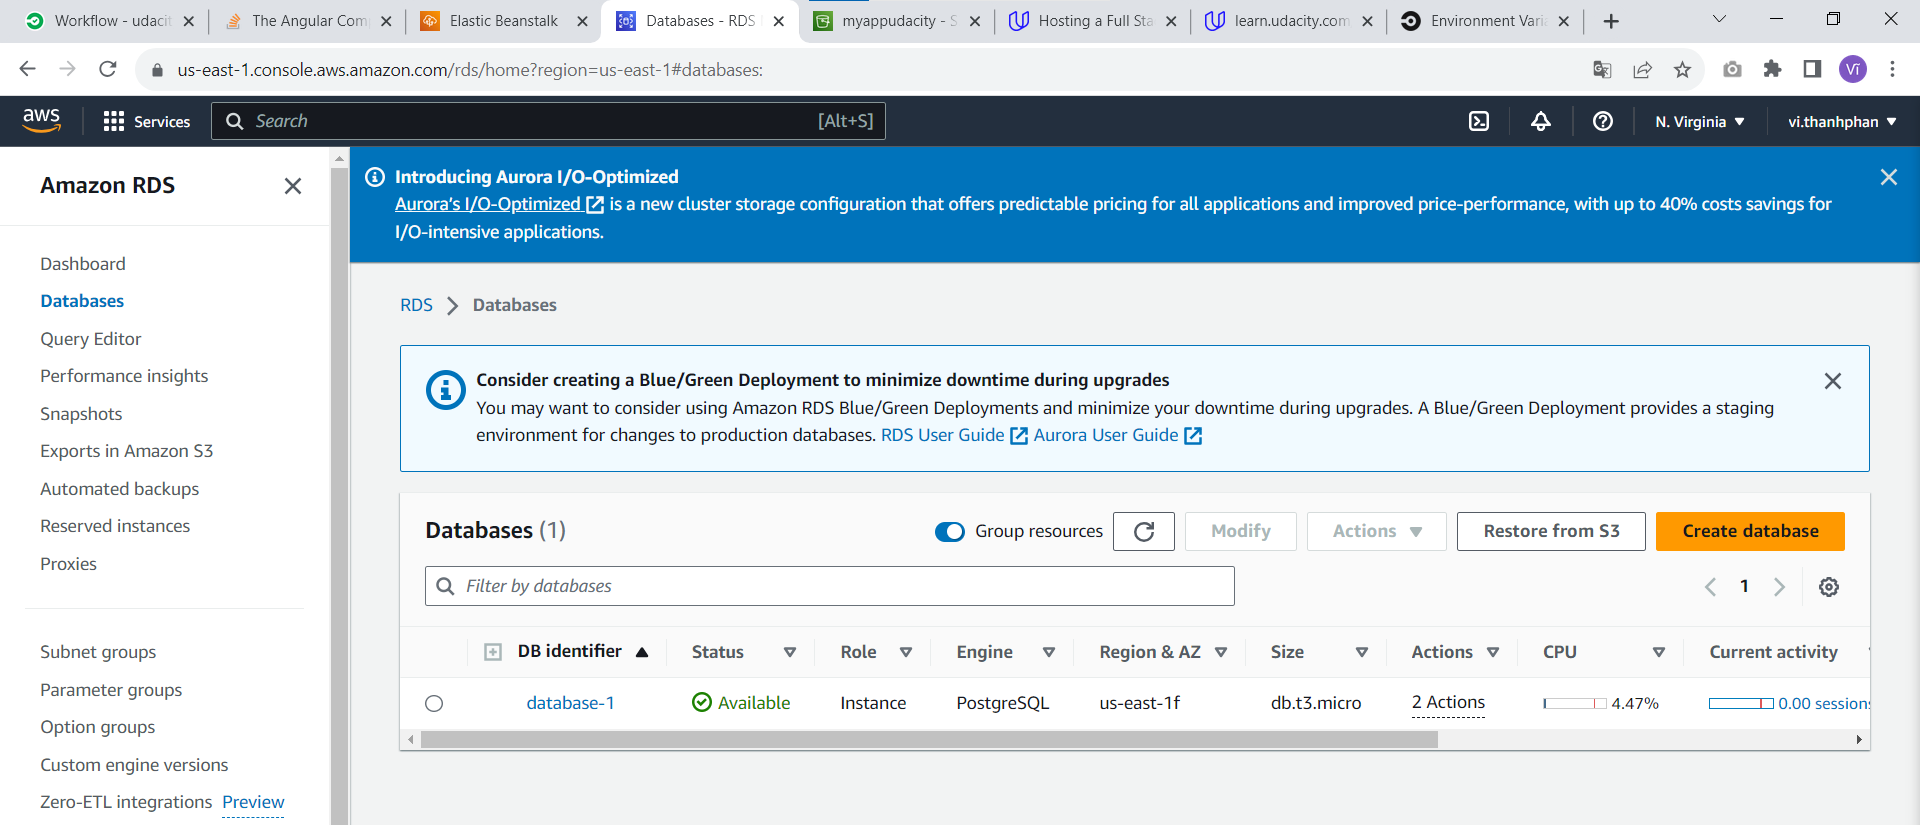 Workflow - udacit
The Angular Com
Elastic Beanstalk
Databases - RDS
myappudacity - S
Hosting a Full Sta
learn.udacity.com
Environment Varia
us-east-1.console.aws.amazon.com/rds/home?region=us-east-1#databases:
Vĩ
aws
Services
Search
[Alt+S]
N. Virginia
vi.thanhphan
Amazon RDS
Dashboard
Databases
Query Editor
Performance insights
Snapshots
Exports in Amazon S3
Automated backups
Reserved instances
Proxies
Subnet groups
Parameter groups
Option groups
Custom engine versions
Zero-ETL integrations Preview
Introducing Aurora I/O-Optimized
Aurora's I/O-Optimized is a new cluster storage configuration that offers predictable pricing for all applications and improved price-performance, with up to 40% costs savings for
I/O-intensive applications.
RDS
Databases
Consider creating a Blue/Green Deployment to minimize downtime during upgrades
You may want to consider using Amazon RDS Blue/Green Deployments and minimize your downtime during upgrades. A Blue/Green Deployment provides a staging
environment for changes to production databases. RDS User Guide Aurora User Guide
Databases (1)
Group resources
Modify
Actions
Restore from S3
Create database
Filter by databases
1
DB identifier Status Role Engine Region & AZ Size Actions CPU Current activity
database-1 Available Instance PostgreSQL us-east-1f db.t3.micro 2 Actions 4.47% 0.00 sessions